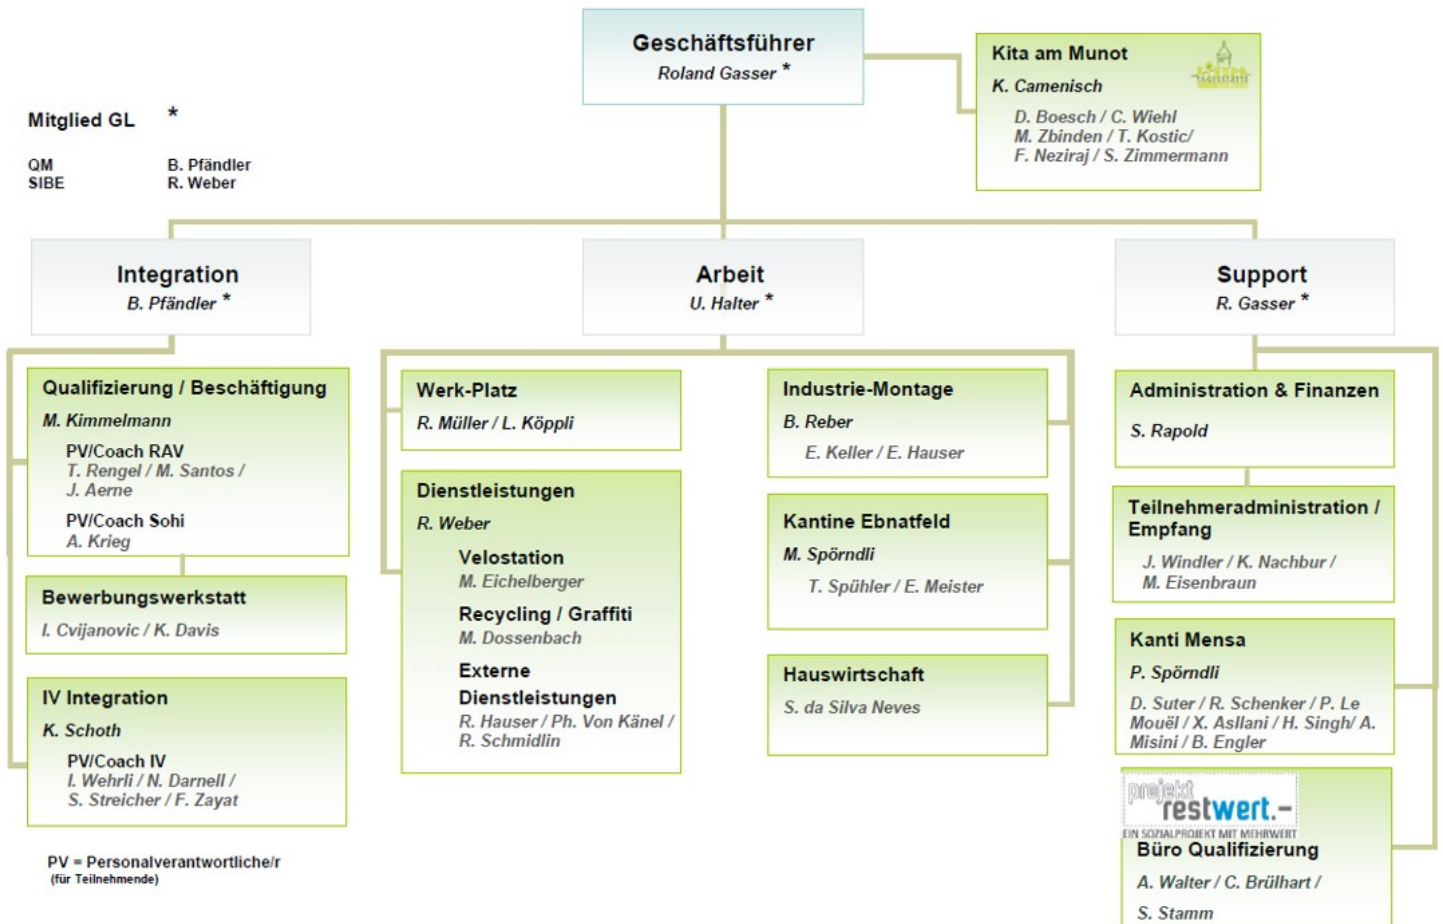 Geschäftsführer
Roland Gasser *
Kita am Munot
K. Camenisch
D. Boesch / C. Wiehl
M. Zbinden / T. Kostic/
F. Neziraj / S. Zimmermann
TAGESSTÄTTE
Mitglied GL *
QM B. Pfändler
SIBE R. Weber
Integration
B. Pfändler *
Arbeit
U. Halter *
Support
R. Gasser *
Qualifizierung / Beschäftigung
M. Kimmelmann
PV/Coach RAV
T. Rengel / M. Santos /
J. Aerne
PV/Coach Sohi
A. Krieg
Bewerbungswerkstatt
I. Cvijanovic / K. Davis
IV Integration
K. Schoth
PV/Coach IV
I. Wehrli / N. Darnell /
S. Streicher / F. Zayat
PV = Personalverantwortliche/r
(für Teilnehmende)
Werk-Platz
R. Müller / L. Köppli
Dienstleistungen
R. Weber
Velostation
M. Eichelberger
Recycling / Graffiti
M. Dossenbach
Externe
Dienstleistungen
R. Hauser / Ph. Von Känel /
R. Schmidlin
Industrie-Montage
B. Reber
E. Keller / E. Hauser
Kantine Ebnatfeld
M. Spörndli
T. Spühler / E. Meister
Hauswirtschaft
S. da Silva Neves
Administration & Finanzen
S. Rapold
Teilnehmeradministration /
Empfang
J. Windler / K. Nachbur /
M. Eisenbraun
Kanti Mensa
P. Spörndli
D. Suter / R. Schenker / P. Le
Mouël / X. Asllani / H. Singh/ A.
Misini / B. Engler
projekt
restwert.–
EIN SOZIALPROJEKT MIT MEHRWERT
Büro Qualifizierung
A. Walter / C. Brülhart /
S. Stamm